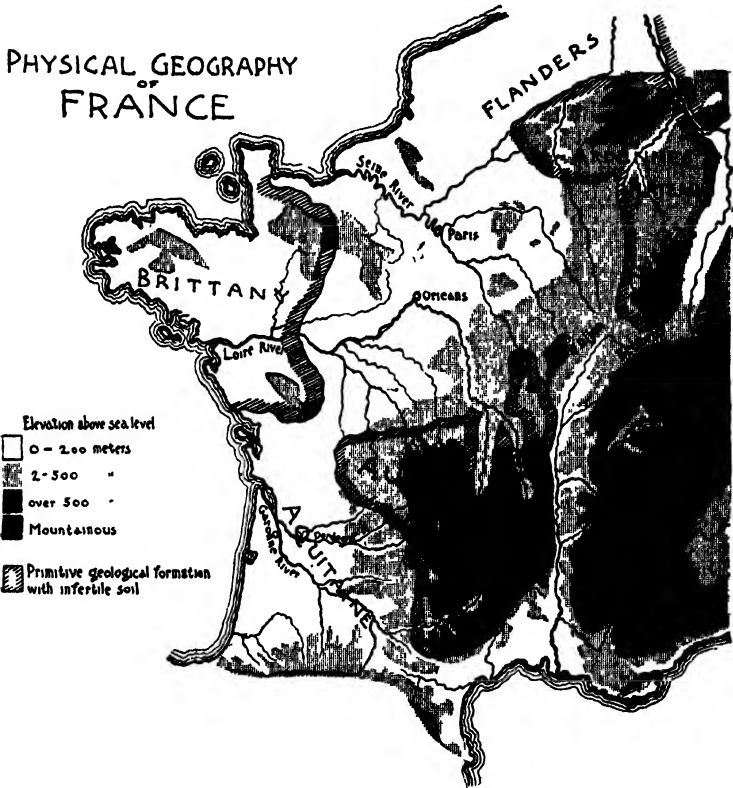 PHYSICAL GEOGRAPHY
OF
FRANCE
FLANDERS
Seine River
PARIS
BRITTANY
Orleans
Loire River
Elevation above sea level
0 - 200 meters
2-500 "
over 500 "
Mountainous
Primitive geological formation
with infertile soil
AQUITAINE
Garonne River